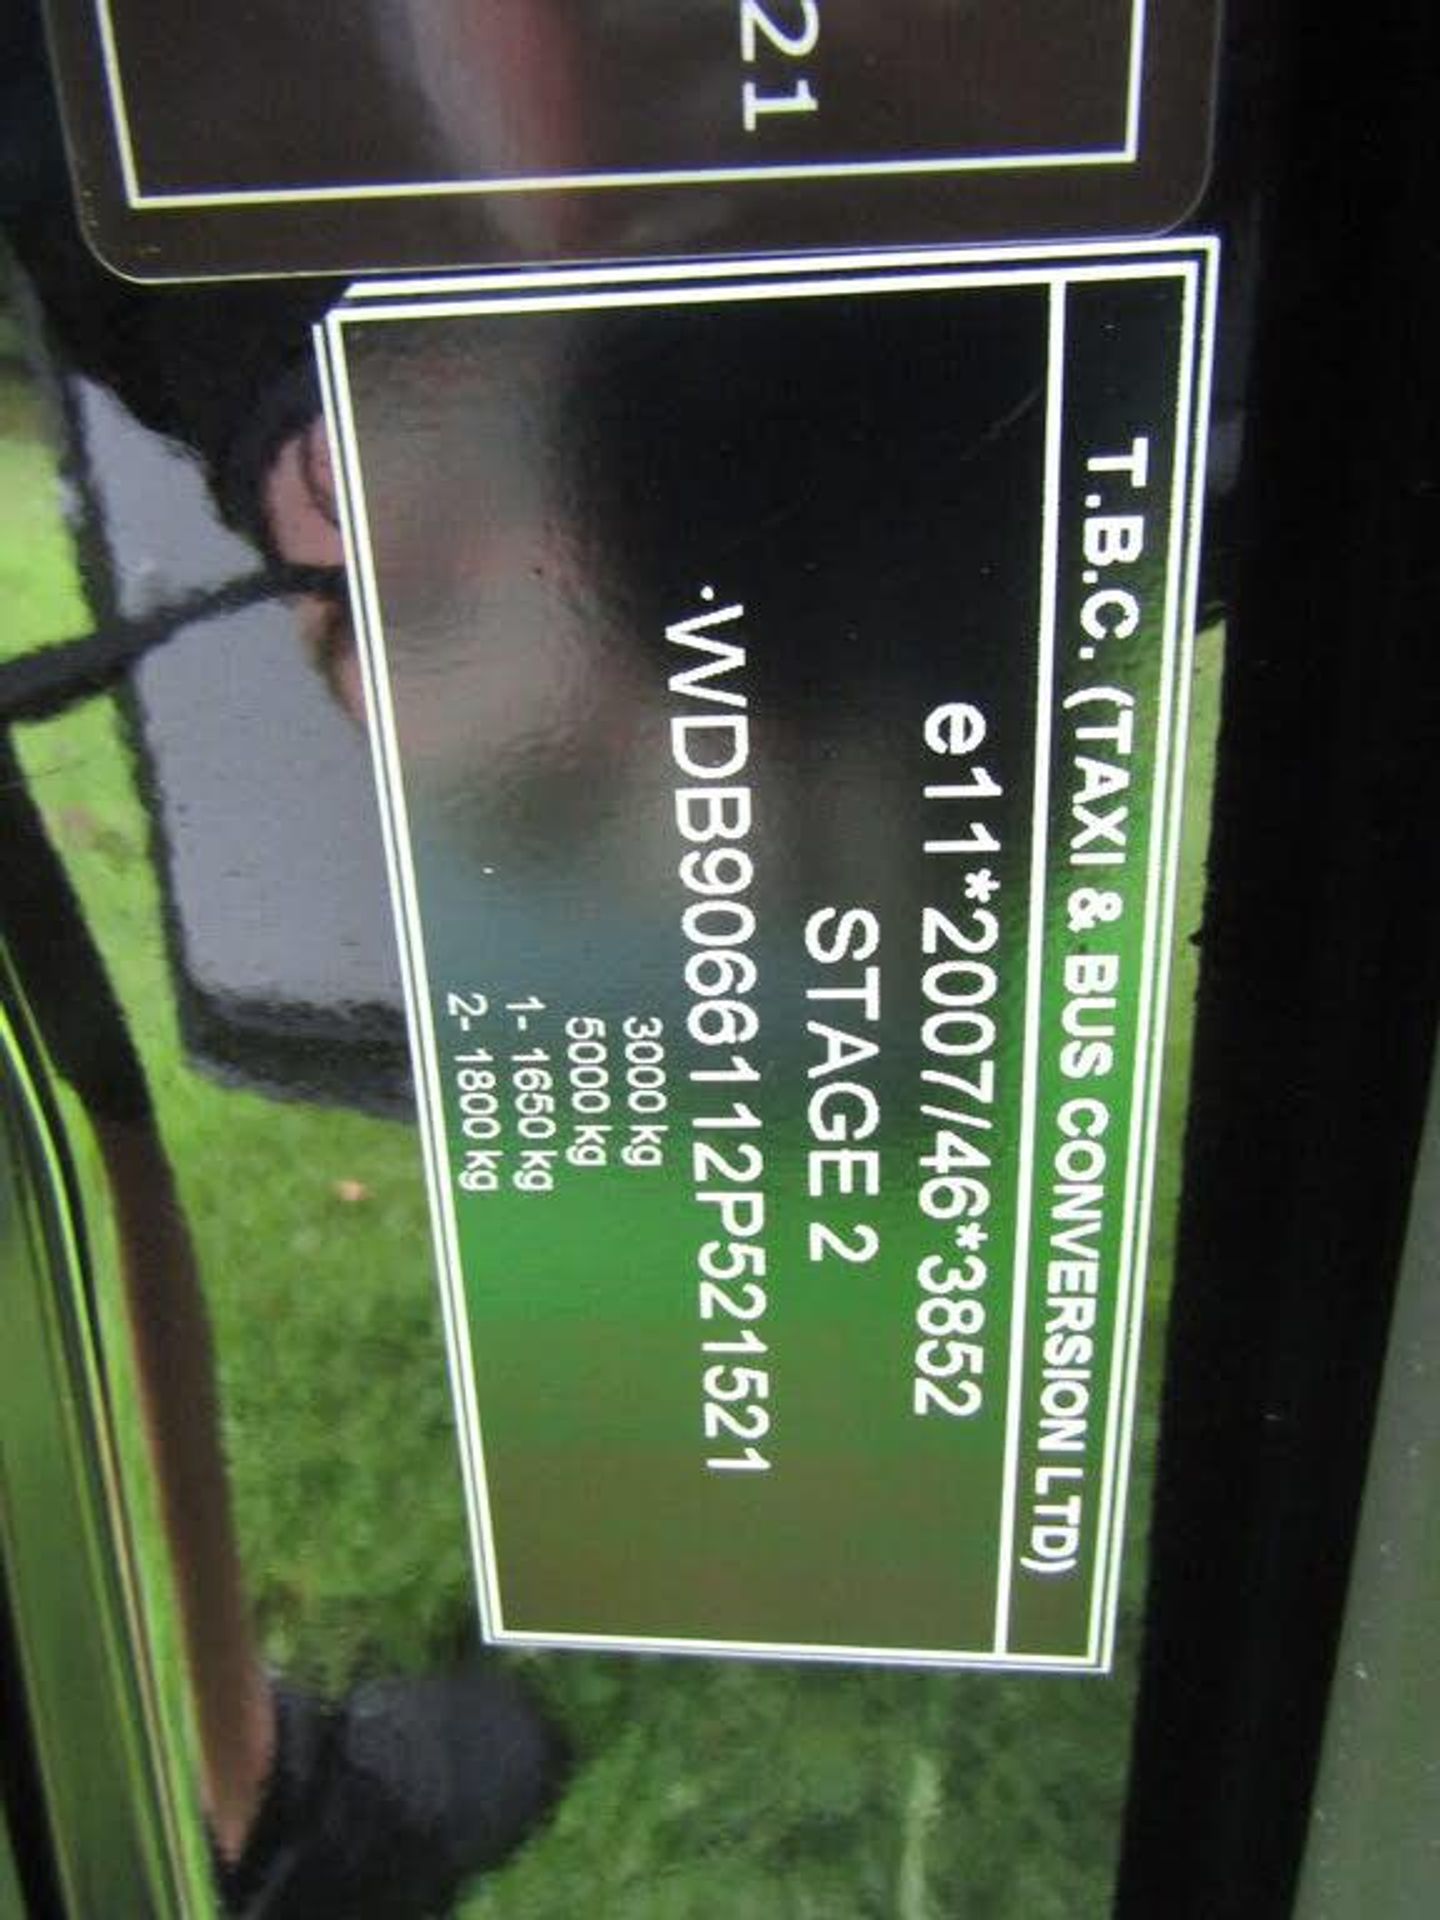 21
T.B.C. (TAXI & BUS CONVERSION LTD)
e11*2007/46*3852
STAGE 2
·WDB9066112P521521
3000 kg
5000 kg
1- 1650 kg
2- 1800 kg